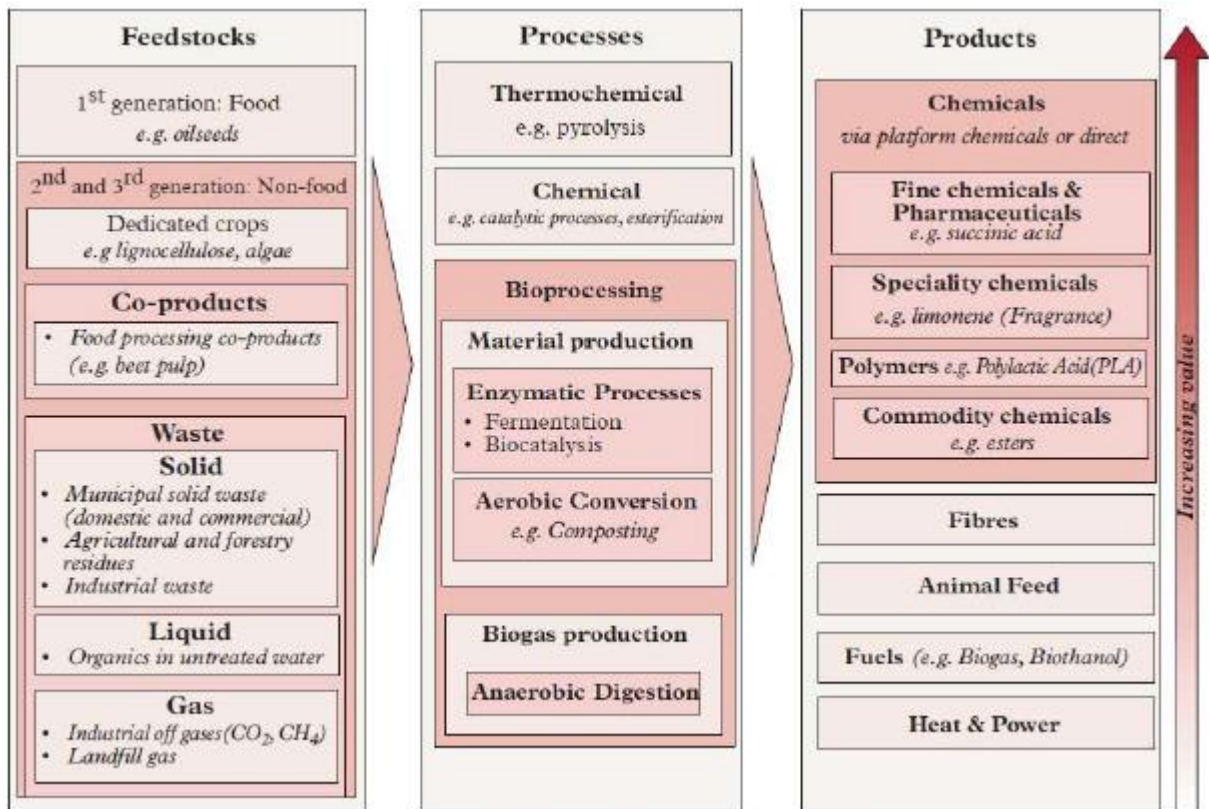 Feedstocks
1st generation: Food
e.g. oilseeds
2nd and 3rd generation: Non-food
Dedicated crops
e.g lignocellulose, algae
Co-products
• Food processing co-products
(e.g. beet pulp)
Waste
Solid
• Municipal solid waste
(domestic and commercial)
• Agricultural and forestry
residues
• Industrial waste
Liquid
• Organics in untreated water
Gas
• Industrial off gases(CO2, CH4)
• Landfill gas
Processes
Thermochemical
e.g. pyrolysis
Chemical
e.g. catalytic processes, esterification
Bioprocessing
Material production
Enzymatic Processes
• Fermentation
• Biocatalysis
Aerobic Conversion
e.g. Composting
Biogas production
Anaerobic Digestion
Products
Chemicals
via platform chemicals or direct
Fine chemicals &
Pharmaceuticals
e.g. succinic acid
Speciality chemicals
e.g. limonene (Fragrance)
Polymers e.g. Polylactic Acid(PLA)
Commodity chemicals
e.g. esters
Fibres
Animal Feed
Fuels (e.g. Biogas, Biothanol)
Heat & Power
Increasing value